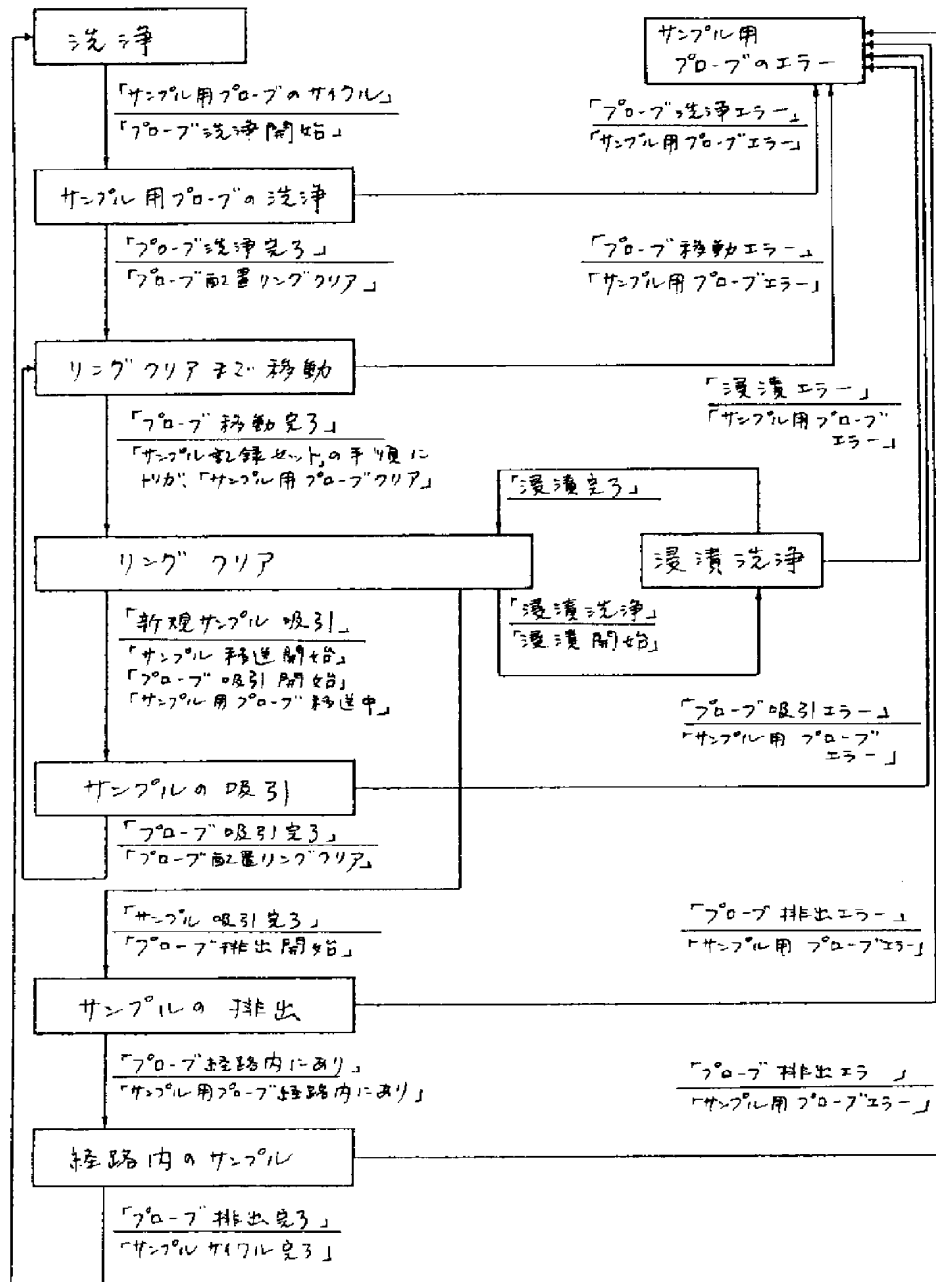 洗浄
サンプル用
プローブのエラー
「サンプル用プローブのサイクル」
「プローブ洗浄開始」
「プローブ洗浄エラー」
「サンプル用プローブエラー」
サンプル用プローブの洗浄
「プローブ洗浄完了」
「プローブ配置リングクリア」
「プローブ移動エラー」
「サンプル用プローブエラー」
リングクリアまで移動
「プローブ移動完了」
「サンプル記録セット」の手順に
トリガ、「サンプル用プローブクリア」
「浸漬エラー」
「サンプル用プローブ
エラー」
「浸漬完了」
リングクリア
浸漬洗浄
「浸漬洗浄」
「浸漬開始」
「新規サンプル吸引」
「サンプル移送開始」
「プローブ吸引開始」
「サンプル用プローブ移送中」
「プローブ吸引エラー」
「サンプル用プローブ
エラー」
サンプルの吸引
「プローブ吸引完了」
「プローブ配置リングクリア」
「サンプル吸引完了」
「プローブ排出開始」
「プローブ排出エラー」
「サンプル用プローブエラー」
サンプルの排出
「プローブ経路内にあり」
「サンプル用プローブ経路内にあり」
「プローブ排出エラ 」
「サンプル用プローブエラー」
経路内のサンプル
「プローブ排出完了」
「サンプルサイクル完了」